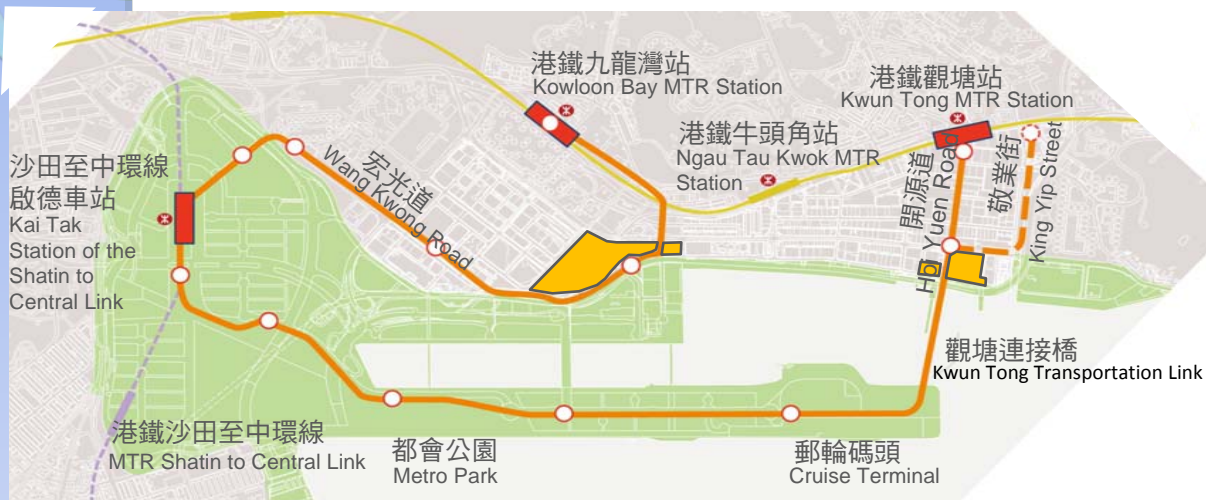 港鐵九龍灣站
Kowloon Bay MTR Station
港鐵觀塘站
Kwun Tong MTR Station
港鐵牛頭角站
Ngau Tau Kwok MTR
Station
沙田至中環線
啟德車站
Kai Tak
Station of the
Shatin to
Central Link
宏光道
Wang Kwong Road
開源道
Yuen Road
敬業街
King Yip Street
觀塘連接橋
Kwun Tong Transportation Link
港鐵沙田至中環線
MTR Shatin to Central Link
都會公園
Metro Park
郵輪碼頭
Cruise Terminal